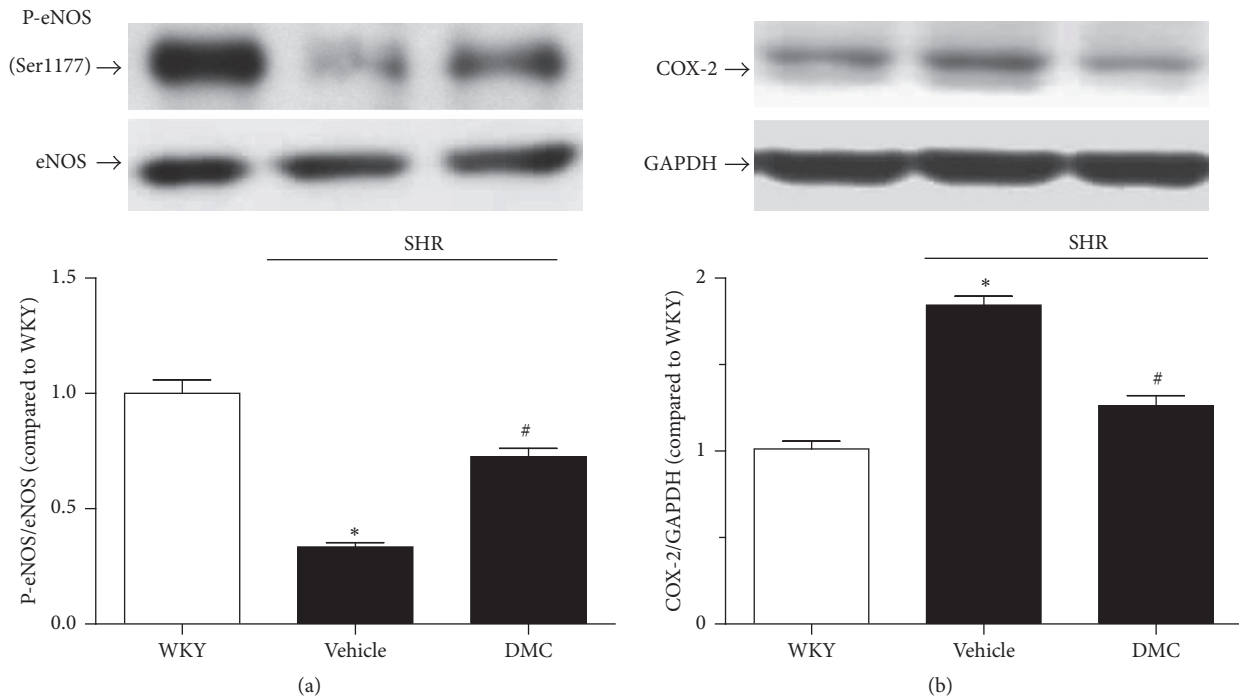 P-eNOS
(Ser1177) →
eNOS →
SHR
P-eNOS/eNOS (compared to WKY)
1.5
1.0
0.5
0.0
*
#
WKY Vehicle DMC
(a)
COX-2 →
GAPDH →
SHR
COX-2/GAPDH (compared to WKY)
2
1
0
*
#
WKY Vehicle DMC
(b)